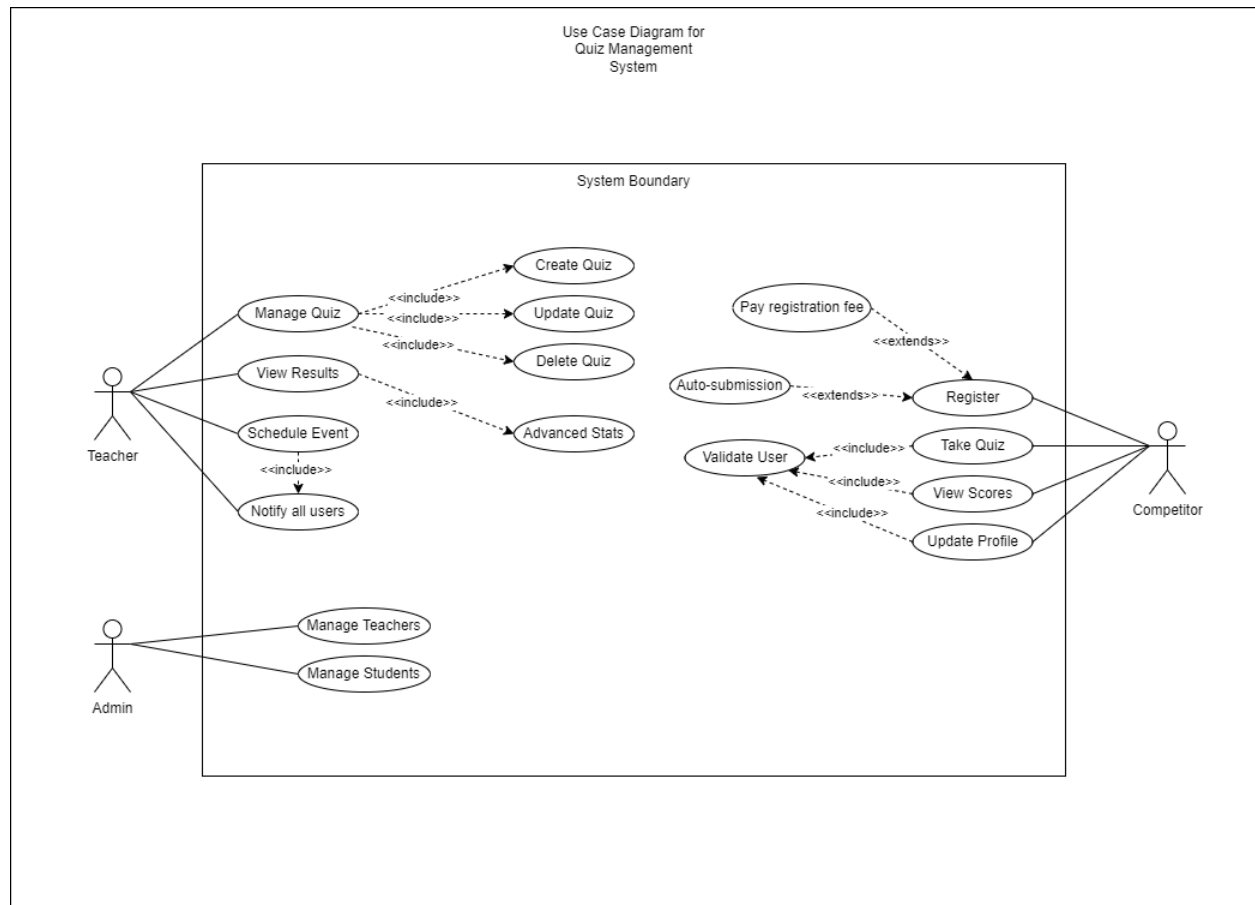 Use Case Diagram for
Quiz Management
System
System Boundary
Create Quiz
<<include>>
Manage Quiz
<<include>>
Update Quiz
<<include>>
Delete Quiz
View Results
<<include>>
Advanced Stats
Schedule Event
<<include>>
Notify all users
Teacher
Pay registration fee
<<extends>>
Auto-submission
<<extends>>
Register
Validate User
<<include>>
Take Quiz
<<include>>
View Scores
<<include>>
Update Profile
Competitor
Manage Teachers
Manage Students
Admin